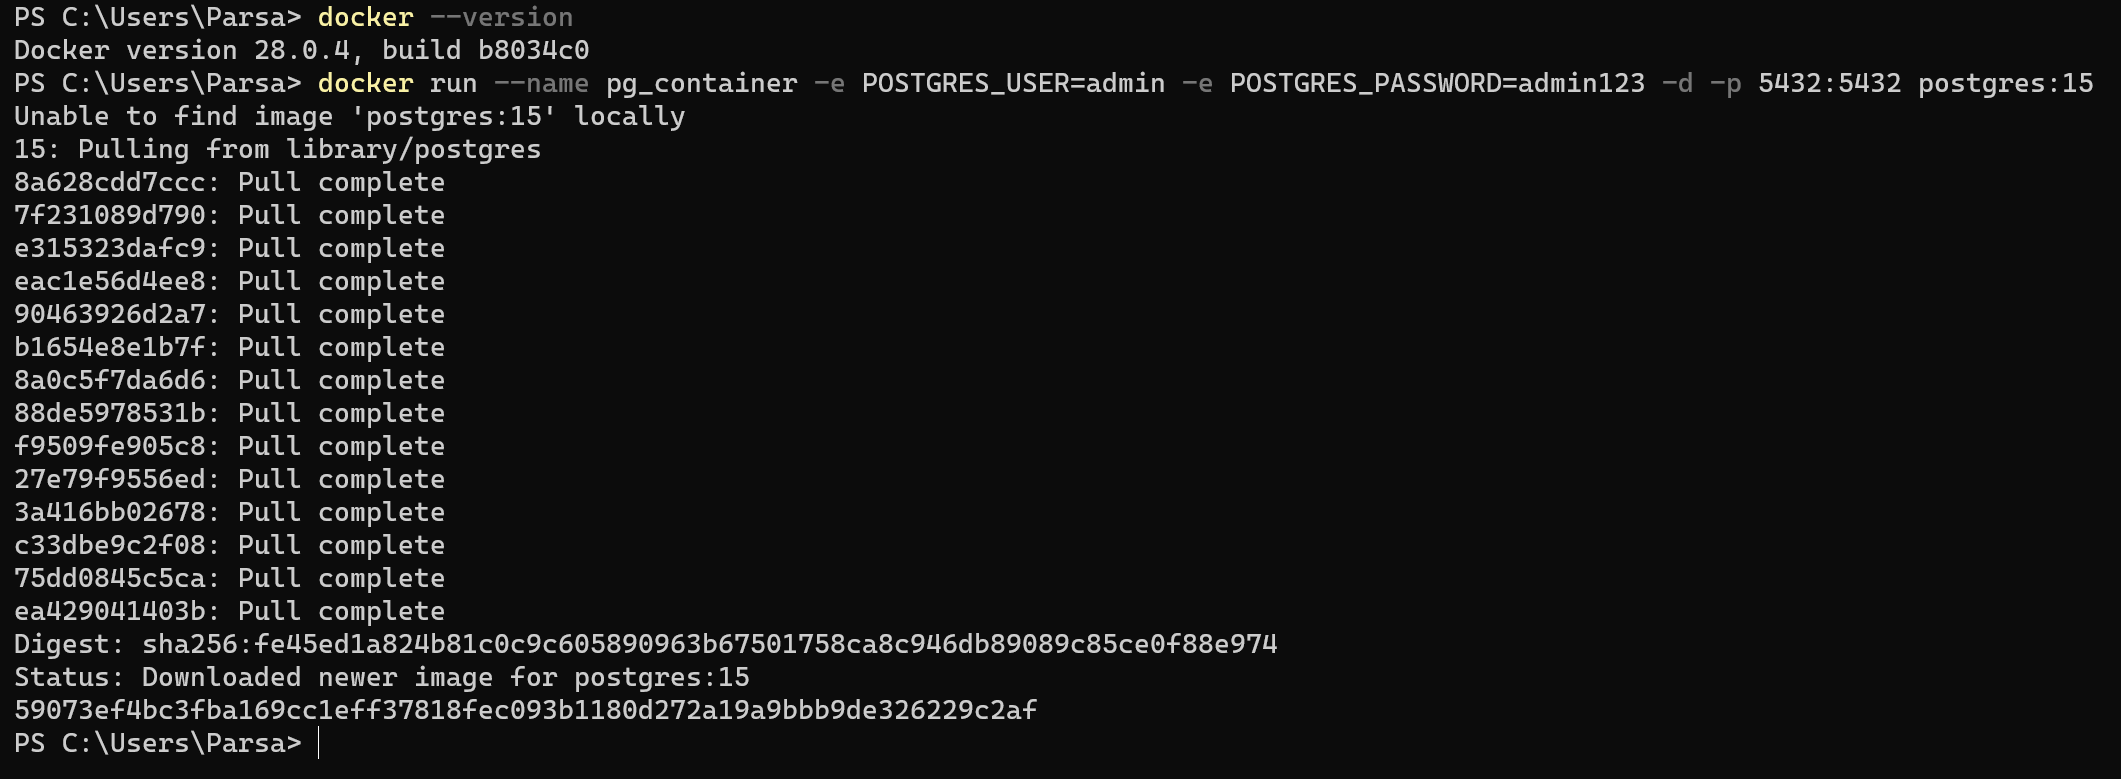 PS C:\Users\Parsa> docker --version
Docker version 28.0.4, build b8034c0
PS C:\Users\Parsa> docker run --name pg_container -e POSTGRES_USER=admin -e POSTGRES_PASSWORD=admin123 -d -p 5432:5432 postgres:15
Unable to find image 'postgres:15' locally
15: Pulling from library/postgres
8a628cdd7ccc: Pull complete
7f231089d790: Pull complete
e315323dafc9: Pull complete
eac1e56d4ee8: Pull complete
90463926d2a7: Pull complete
b1654e8e1b7f: Pull complete
8a0c5f7da6d6: Pull complete
88de5978531b: Pull complete
f9509fe905c8: Pull complete
27e79f9556ed: Pull complete
3a416bb02678: Pull complete
c33dbe9c2f08: Pull complete
75dd0845c5ca: Pull complete
ea429041403b: Pull complete
Digest: sha256:fe45ed1a824b81c0c9c605890963b67501758ca8c946db89089c85ce0f88e974
Status: Downloaded newer image for postgres:15
59073ef4bc3fba169cc1eff37818fec093b1180d272a19a9bbb9de326229c2af
PS C:\Users\Parsa>